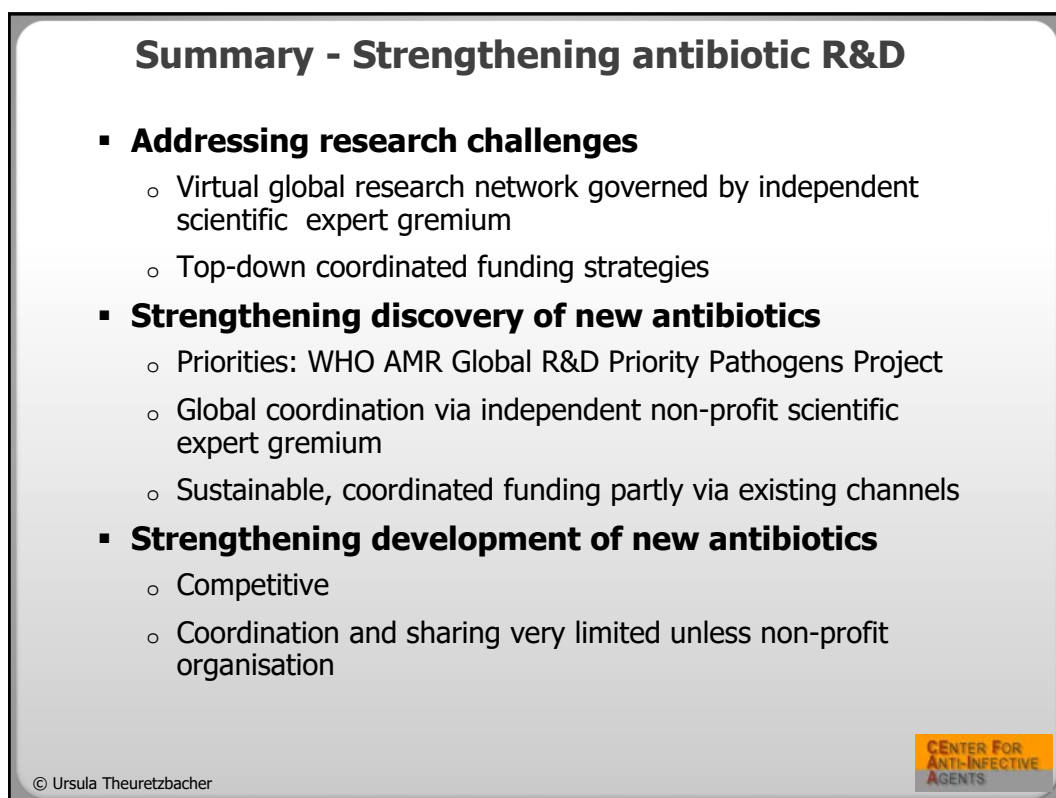 Summary - Strengthening antibiotic R&D
▪ Addressing research challenges
o Virtual global research network governed by independent
scientific expert gremium
o Top-down coordinated funding strategies
▪ Strengthening discovery of new antibiotics
o Priorities: WHO AMR Global R&D Priority Pathogens Project
o Global coordination via independent non-profit scientific
expert gremium
o Sustainable, coordinated funding partly via existing channels
▪ Strengthening development of new antibiotics
o Competitive
o Coordination and sharing very limited unless non-profit
organisation
CENTER FOR
ANTI-INFECTIVE
AGENTS
© Ursula Theuretzbacher